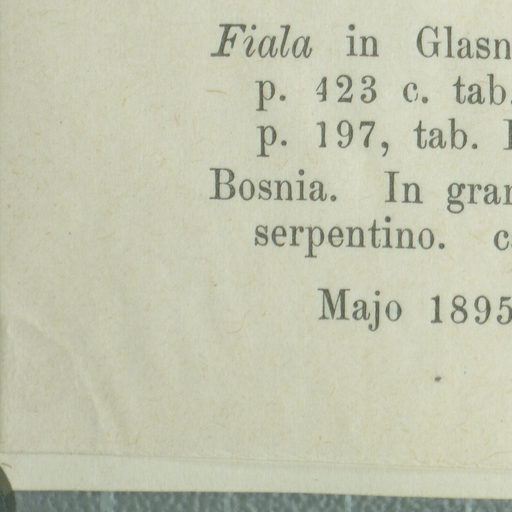 Fiala in Glasn
p. 423 c. tab.
p. 197, tab.
Bosnia. In gra
serpentino. c
Majo 1895